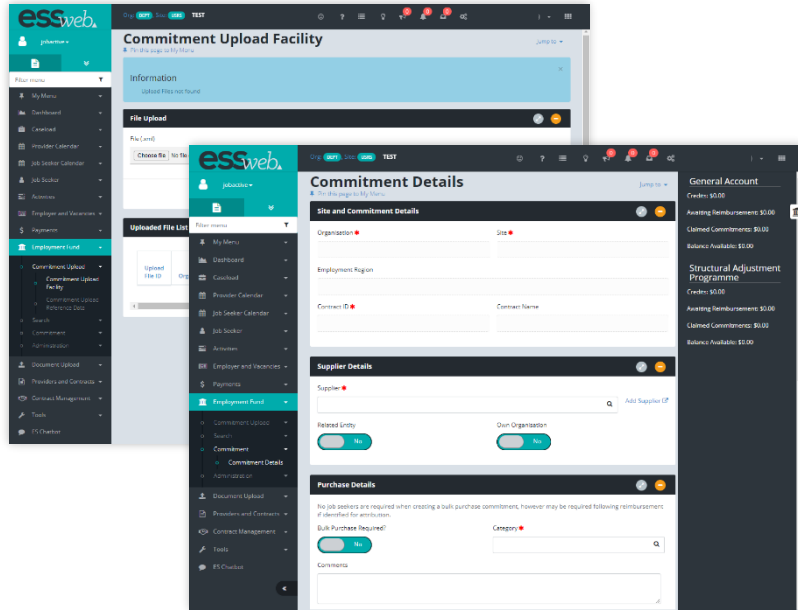 essweb.
Org: DEPT Site: USRS TEST
jobactive
Filter menu
My Menu
Dashboard
Caseload
Provider Calendar
Job Seeker Calendar
Job Seeker
Activities
Employer and Vacancies
Payments
Employment Fund
Commitment Upload
Commitment Upload
Facility
Commitment Upload
Reference Data
Search
Commitment
Administration
Document Upload
Providers and Contracts
Contract Management
Tools
ES Chatbot
Commitment Upload Facility
Pin this page to My Menu
Jump to
Information
Upload Files not found
File Upload
File (.xml)
Choose file No file
Uploaded File List
Upload
File ID
essweb.
Org: DEPT Site: USRS TEST
jobactive
Filter menu
My Menu
Dashboard
Caseload
Provider Calendar
Job Seeker Calendar
Job Seeker
Activities
Employer and Vacancies
Payments
Employment Fund
Commitment Upload
Search
Commitment
Commitment Details
Administration
Document Upload
Providers and Contracts
Contract Management
Tools
ES Chatbot
Commitment Details
Pin this page to My Menu
Jump to
Site and Commitment Details
Organisation * Site *
Employment Region
Contract ID * Contract Name
Supplier Details
Supplier *
Add Supplier
Related Entity Own Organisation
No No
Purchase Details
No job seekers are required when creating a bulk purchase commitment, however may be required following reimbursement
if identified for attribution.
Bulk Purchase Required? Category *
No
Comments
General Account
Credits: $0.00
Awaiting Reimbursement: $0.00
Claimed Commitments: $0.00
Balance Available: $0.00
Structural Adjustment
Programme
Credits: $0.00
Awaiting Reimbursement: $0.00
Claimed Commitments: $0.00
Balance Available: $0.00